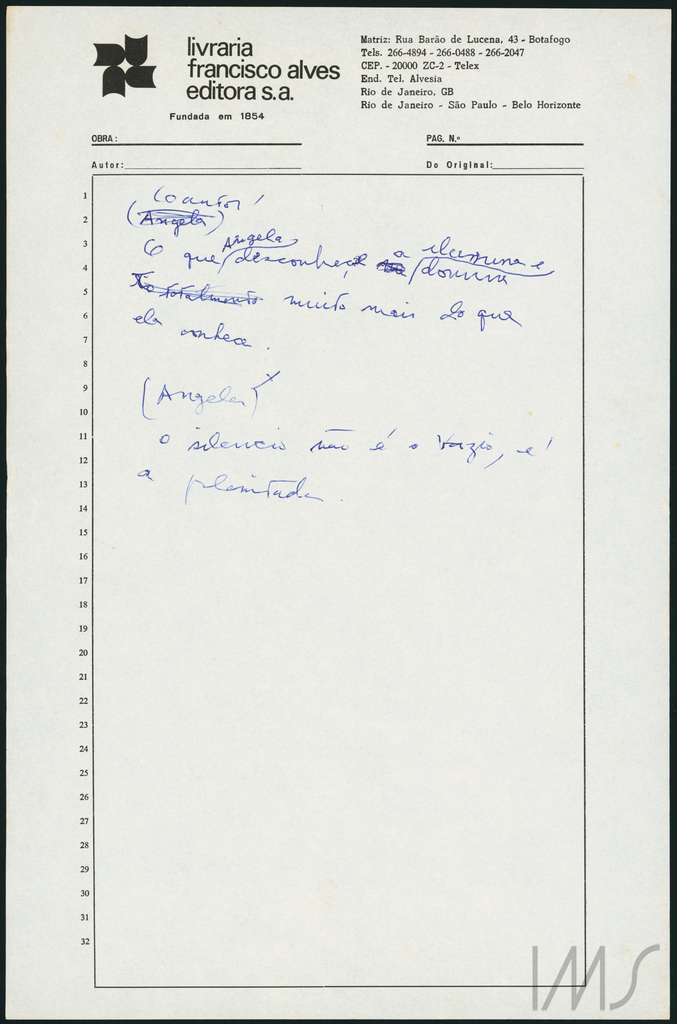 livraria
francisco alves
editora s.a.
Fundada em 1854
Matriz: Rua Barão de Lucena, 43 - Botafogo
Tels. 266-4894 - 266-0488 - 266-2047
CEP. - 20000 ZC-2 - Telex
End. Tel. Alvesia
Rio de Janeiro, GB
Rio de Janeiro - São Paulo - Belo Horizonte
OBRA:
PAG. N.º
Autor:
Do Original:
1
2
3
4
5
6
7
8
9
10
11
12
13
14
15
16
17
18
19
20
21
22
23
24
25
26
27
28
29
30
31
32
(Angela)
Angela a ilumina e
O que desconhece domina
Tão totalmente muito mais do que
ela conhece.
(Angela)
o silencio não é o vazio, é
a plenitude.
IMS